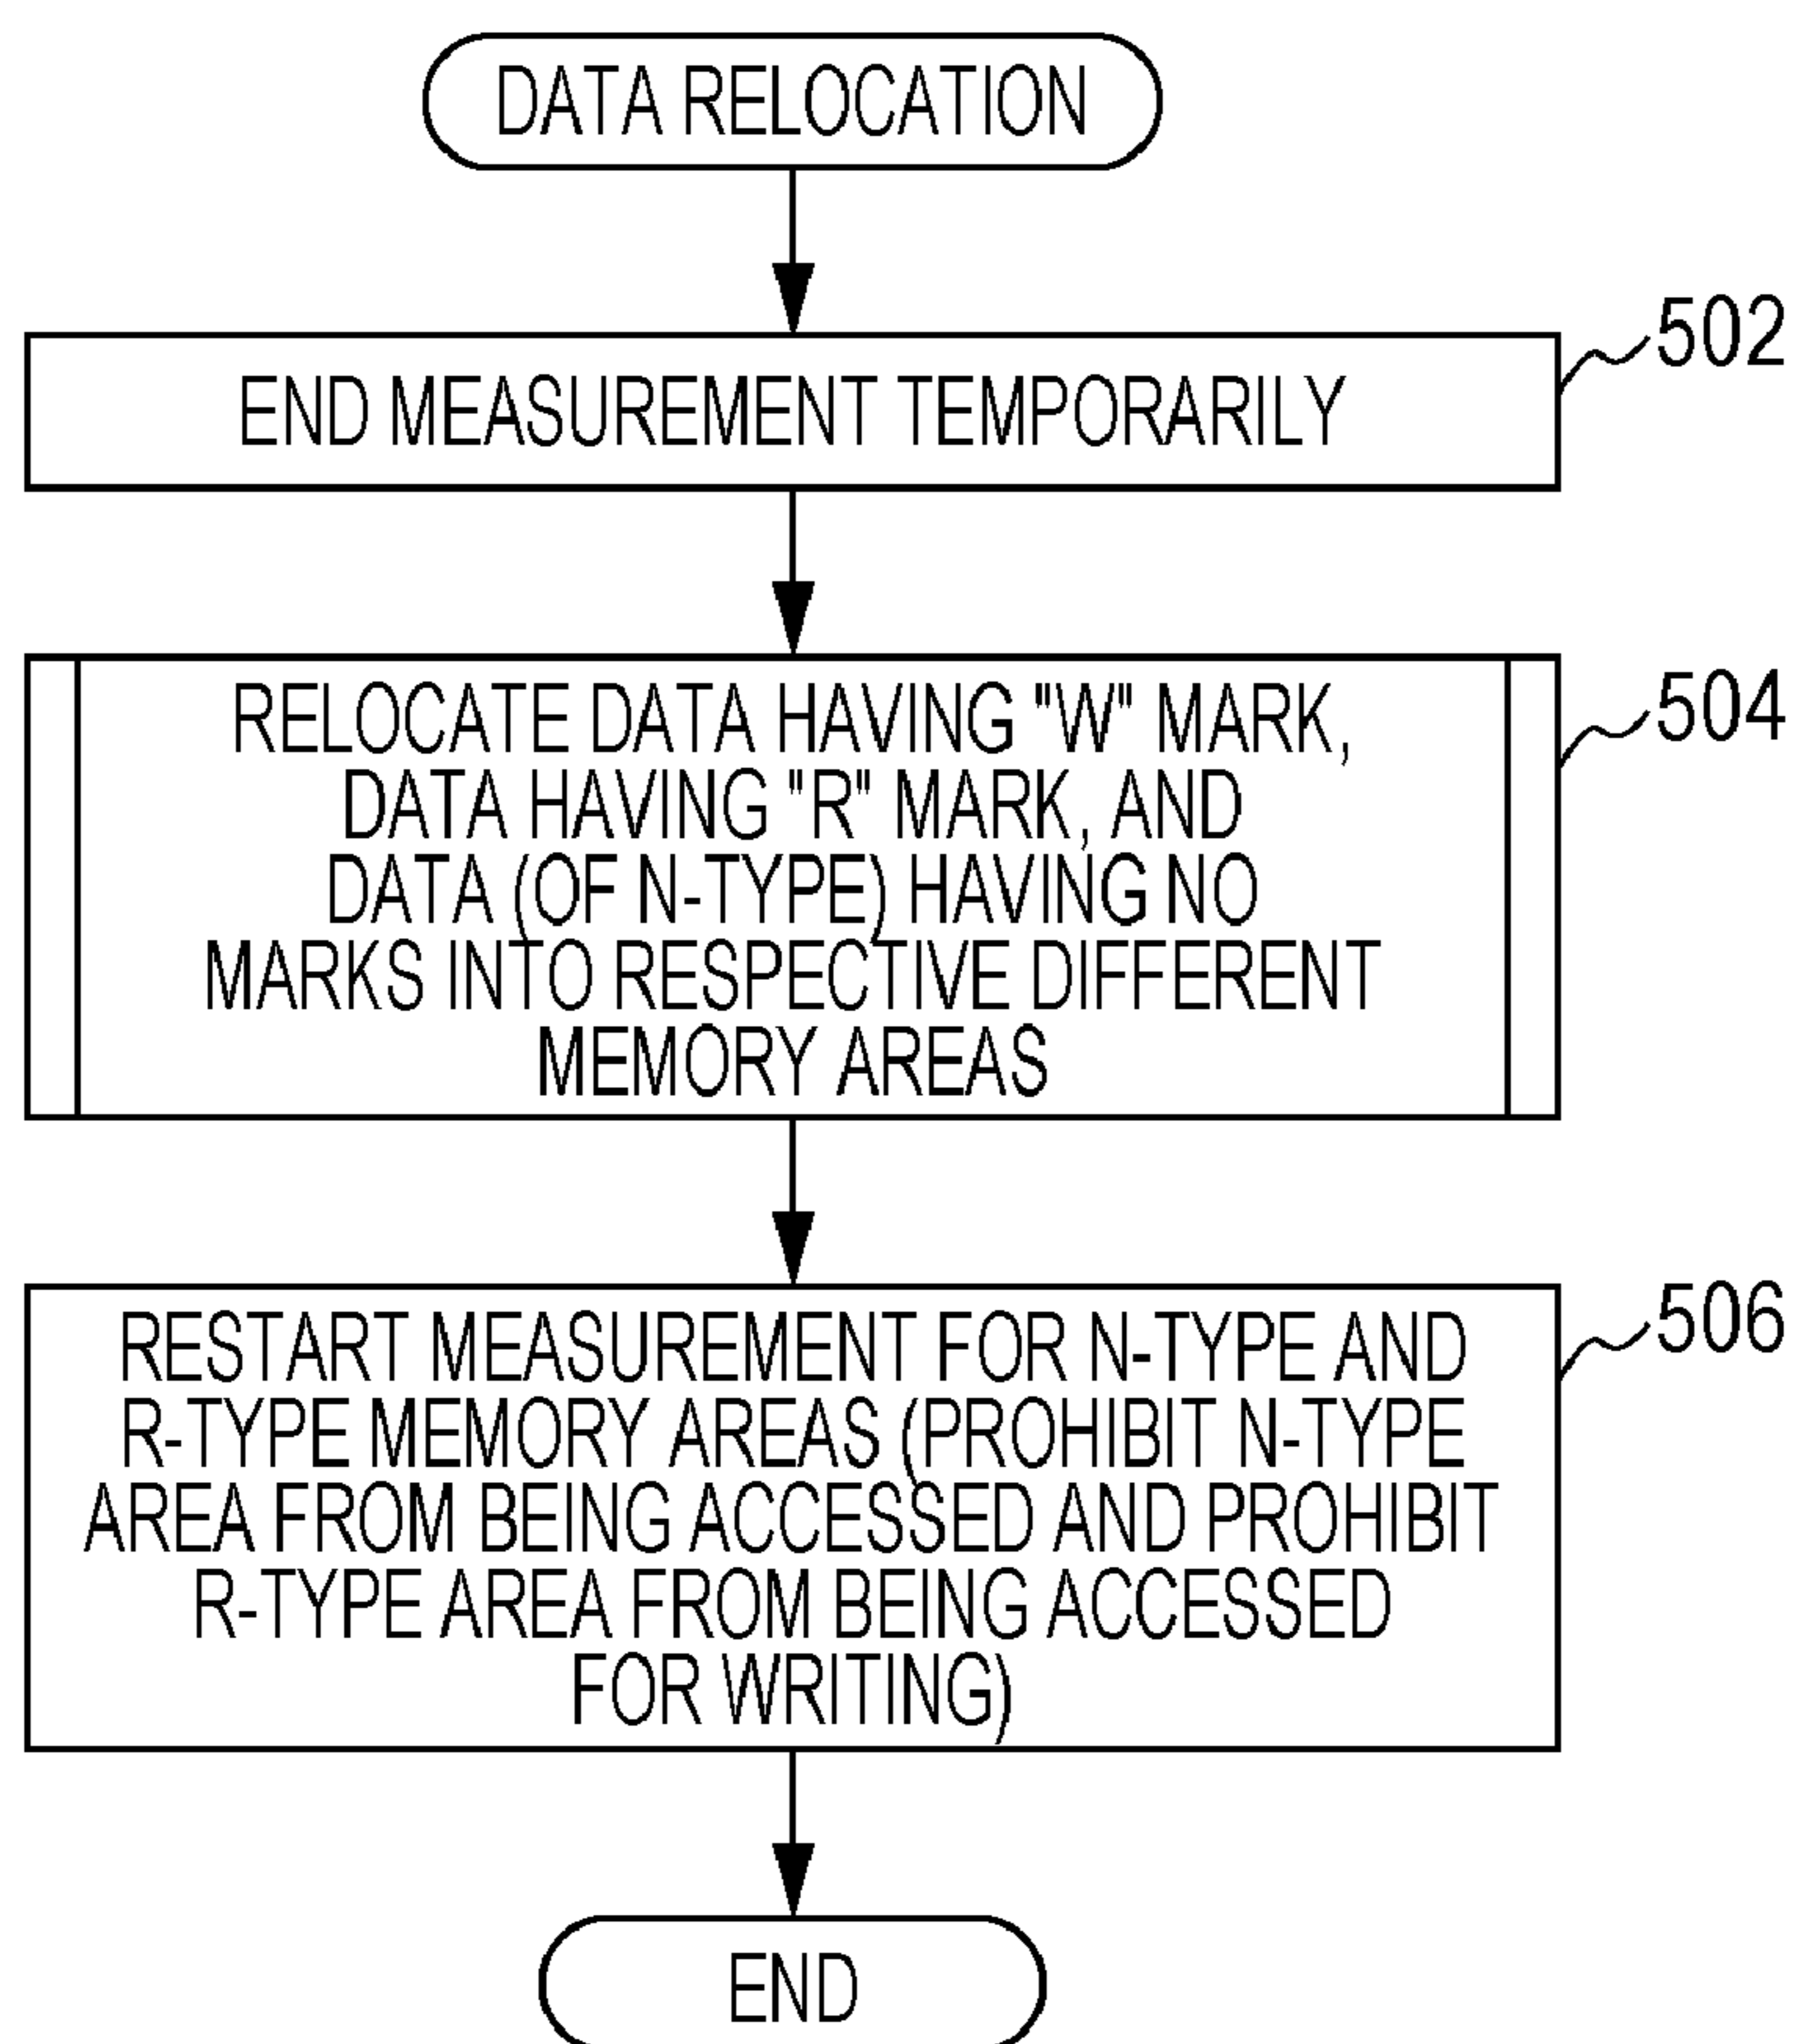 DATA RELOCATION
502
END MEASUREMENT TEMPORARILY
504
RELOCATE DATA HAVING "W" MARK,
DATA HAVING "R" MARK, AND
DATA (OF N-TYPE) HAVING NO
MARKS INTO RESPECTIVE DIFFERENT
MEMORY AREAS
506
RESTART MEASUREMENT FOR N-TYPE AND
R-TYPE MEMORY AREAS (PROHIBIT N-TYPE
AREA FROM BEING ACCESSED AND PROHIBIT
R-TYPE AREA FROM BEING ACCESSED
FOR WRITING)
END